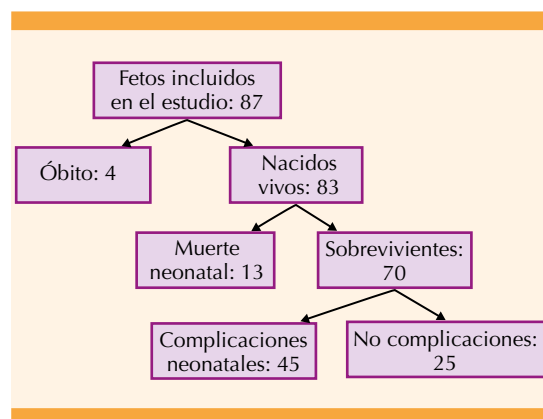 Fetos incluidos
en el estudio: 87
Óbito: 4
Nacidos
vivos: 83
Muerte
neonatal: 13
Sobrevivientes:
70
Complicaciones
neonatales: 45
No complicaciones:
25